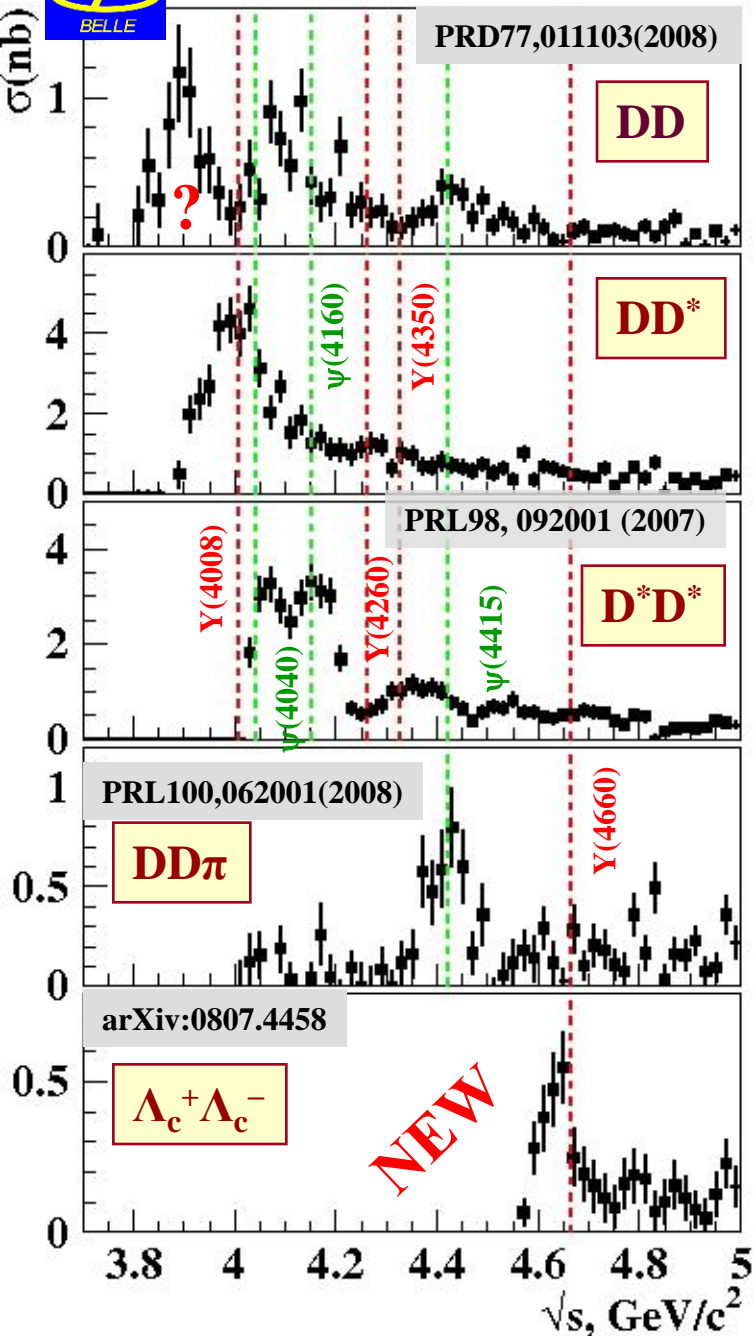 BELLE
σ(nb)
PRD77,011103(2008)
1
DD
?
0
4
ψ(4160)
Y(4350)
DD*
2
0
PRL98, 092001 (2007)
4
Y(4008)
Y(4260)
D*D*
2
ψ(4415)
ψ(4040)
0
1
PRL100,062001(2008)
Y(4660)
DDπ
0.5
0
arXiv:0807.4458
0.5
Λc+Λc−
NEW
0
3.8 4 4.2 4.4 4.6 4.8 5
√s, GeV/c²